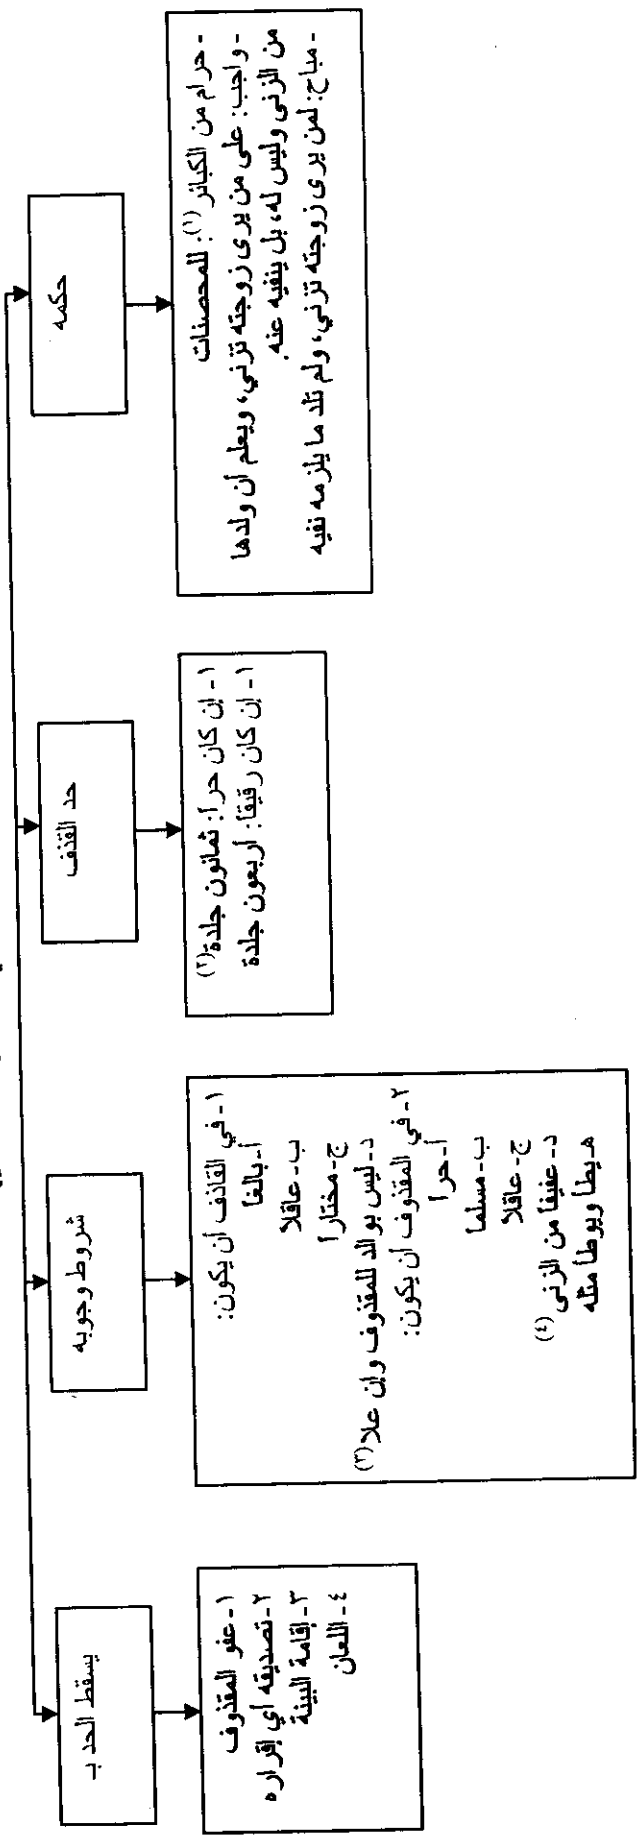 حكمه
- حرام من الكبائر (١): للمحصنات
- واجب: على من يرى زوجته تزني، ويعلم أن ولدها
من الزنى وليس له، بل ينفيه عنه.
- مباح: لمن يرى زوجته تزني، ولم تلد ما يلزمه نفيه
حد القذف
١- إن كان حراً: ثمانون جلدة (٢)
١- إن كان رقيقاً: أربعون جلدة
شروط وجوبه
١- في القاذف أن يكون:
أ- بالغاً
ب- عاقلاً
ج- مختاراً
د- ليس بوالد للمقذوف وإن علا (٣)
٢- في المقذوف أن يكون:
أ- حراً
ب- مسلماً
ج- عاقلاً
د- عفيفاً من الزنى (٤)
هـ يطأ ويوطأ مثله
يسقط الحد ب
١- عفو المقذوف
٢- تصديقه أي إقراره
٣- إقامة البينة
٤- اللعان